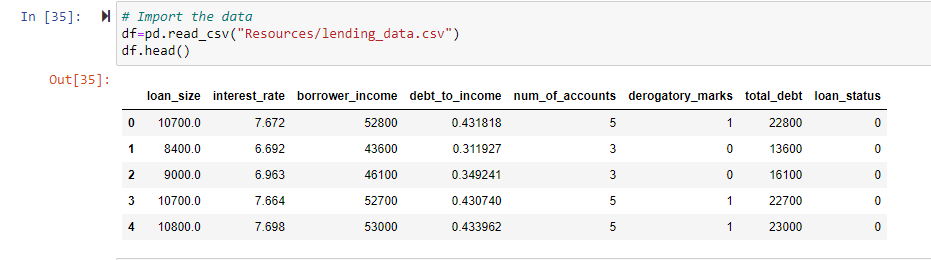 In [35]: # Import the data
df=pd.read_csv("Resources/lending_data.csv")
df.head()
Out[35]:
loan_size interest_rate borrower_income debt_to_income num_of_accounts derogatory_marks total_debt loan_status
0 10700.0 7.672 52800 0.431818 5 1 22800 0
1 8400.0 6.692 43600 0.311927 3 0 13600 0
2 9000.0 6.963 46100 0.349241 3 0 16100 0
3 10700.0 7.664 52700 0.430740 5 1 22700 0
4 10800.0 7.698 53000 0.433962 5 1 23000 0